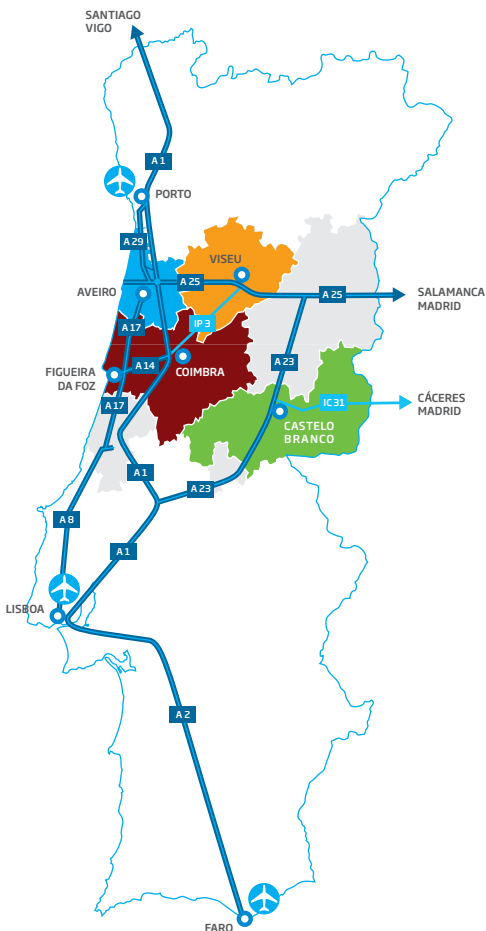 SANTIAGO
VIGO
A1
PORTO
A29
VISEU
A25
AVEIRO
A25
SALAMANCA
MADRID
A17
IP3
A14
COIMBRA
A23
FIGUEIRA
DA FOZ
A17
IC31
CÁCERES
MADRID
CASTELO
BRANCO
A1
A23
A8
A1
LISBOA
A2
FARO